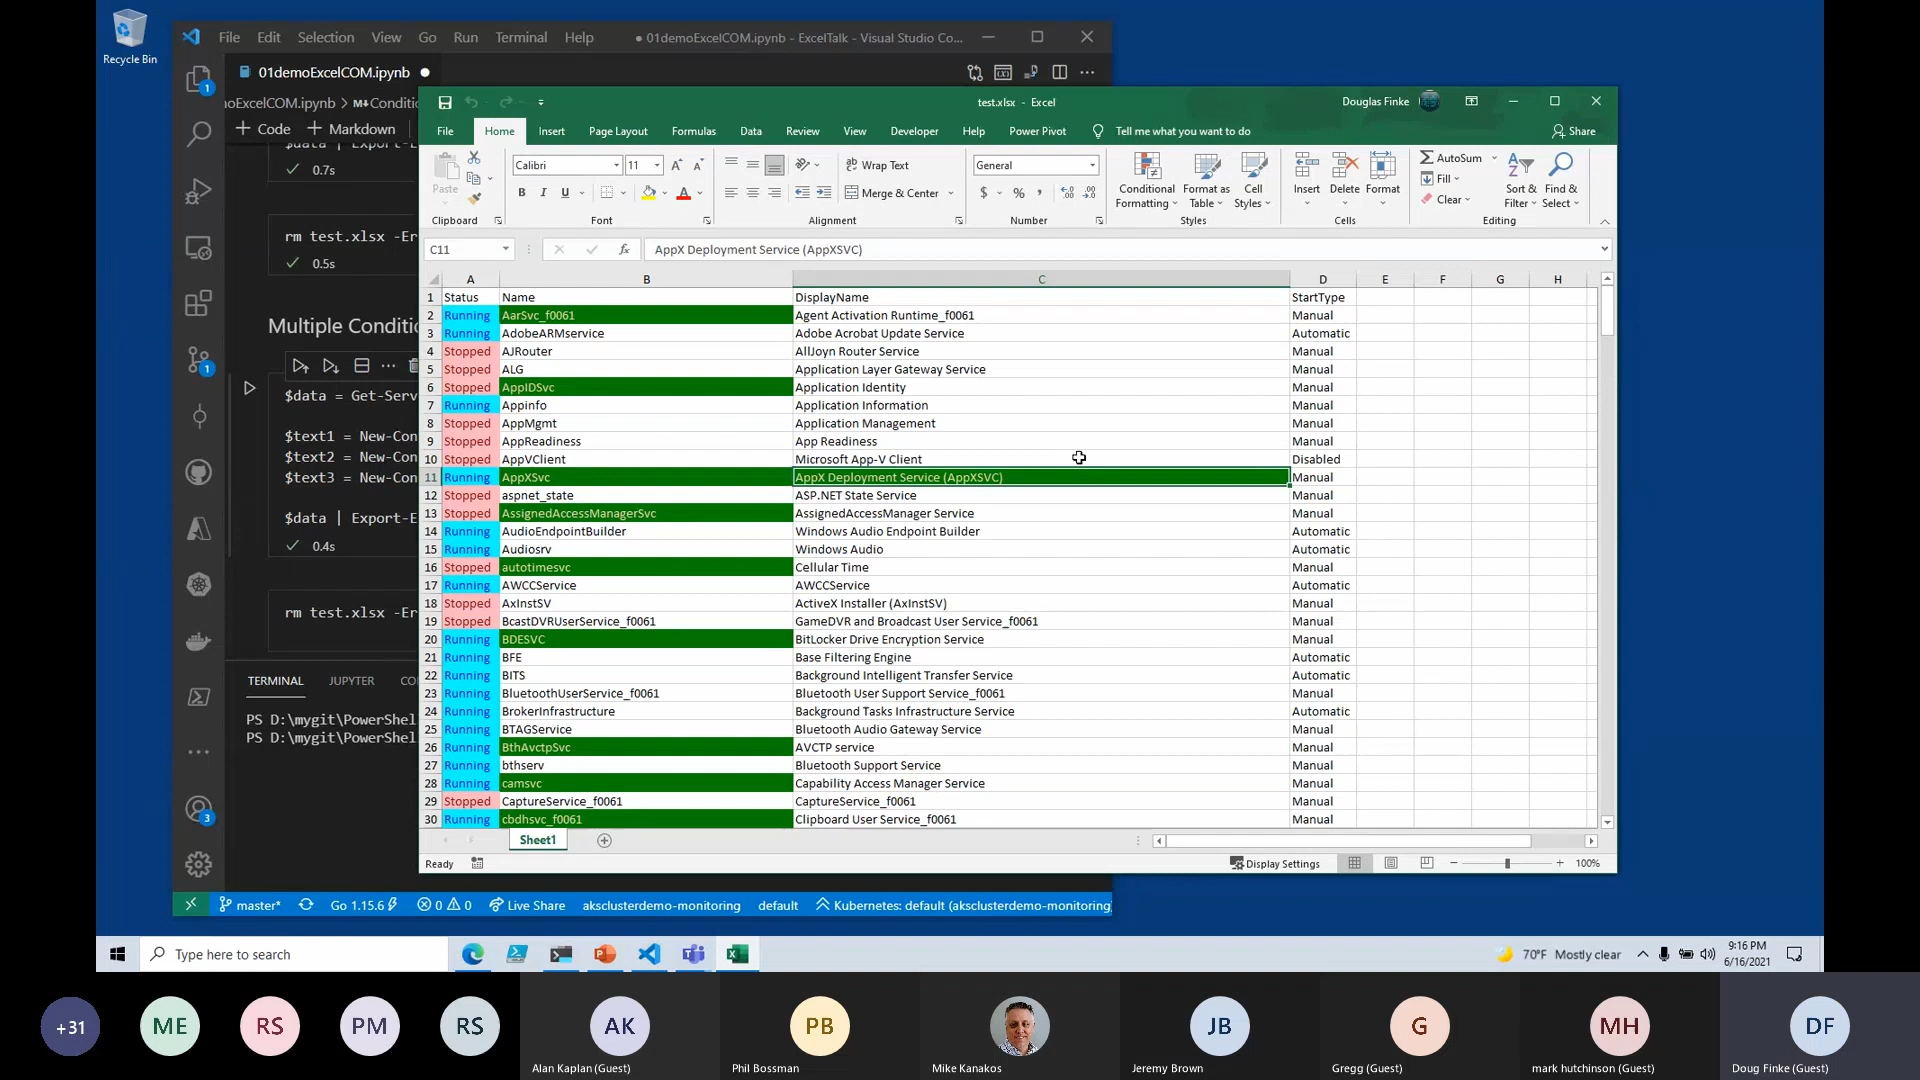 Recycle Bin
File Edit Selection View Go Run Terminal Help
● 01demoExcelCOM.ipynb - ExcelTalk - Visual Studio Co...
01demoExcelCOM.ipynb ●
oExcelCOM.ipynb > M↓Conditi
+ Code + Markdown
$data | Export-E
✓ 0.7s
rm test.xlsx -Er
✓ 0.5s
Multiple Conditio
$data = Get-Serv
$text1 = New-Con
$text2 = New-Con
$text3 = New-Con
$data | Export-E
✓ 0.4s
rm test.xlsx -Er
TERMINAL JUPYTER CO
PS D:\mygit\PowerShel
PS D:\mygit\PowerShel
1
1
3
master* Go 1.15.6 0 0 Live Share aksclusterdemo-monitoring default Kubernetes: default (aksclusterdemo-monitoring)
test.xlsx - Excel
Douglas Finke
File Home Insert Page Layout Formulas Data Review View Developer Help Power Pivot Tell me what you want to do Share
Paste
Clipboard
Calibri 11
B I U
Font
Wrap Text
Merge & Center
Alignment
General
$ % ,
Number
Conditional Formatting
Format as Table
Cell Styles
Styles
Insert Delete Format
Cells
AutoSum
Fill
Clear
Sort & Filter
Find & Select
Editing
C11 fx AppX Deployment Service (AppXSVC)
A B C D E F G H
1 Status Name DisplayName StartType
2 Running AarSvc_f0061 Agent Activation Runtime_f0061 Manual
3 Running AdobeARMservice Adobe Acrobat Update Service Automatic
4 Stopped AJRouter AllJoyn Router Service Manual
5 Stopped ALG Application Layer Gateway Service Manual
6 Stopped AppIDSvc Application Identity Manual
7 Running Appinfo Application Information Manual
8 Stopped AppMgmt Application Management Manual
9 Stopped AppReadiness App Readiness Manual
10 Stopped AppVClient Microsoft App-V Client Disabled
11 Running AppXSvc AppX Deployment Service (AppXSVC) Manual
12 Stopped aspnet_state ASP.NET State Service Manual
13 Stopped AssignedAccessManagerSvc AssignedAccessManager Service Manual
14 Running AudioEndpointBuilder Windows Audio Endpoint Builder Automatic
15 Running Audiosrv Windows Audio Automatic
16 Stopped autotimesvc Cellular Time Manual
17 Running AWCCService AWCCService Automatic
18 Stopped AxInstSV ActiveX Installer (AxInstSV) Manual
19 Stopped BcastDVRUserService_f0061 GameDVR and Broadcast User Service_f0061 Manual
20 Running BDESVC BitLocker Drive Encryption Service Manual
21 Running BFE Base Filtering Engine Automatic
22 Running BITS Background Intelligent Transfer Service Automatic
23 Running BluetoothUserService_f0061 Bluetooth User Support Service_f0061 Manual
24 Running BrokerInfrastructure Background Tasks Infrastructure Service Automatic
25 Running BTAGService Bluetooth Audio Gateway Service Manual
26 Running BthAvctpSvc AVCTP service Manual
27 Running bthserv Bluetooth Support Service Manual
28 Running camsvc Capability Access Manager Service Manual
29 Stopped CaptureService_f0061 CaptureService_f0061 Manual
30 Running cbdhsvc_f0061 Clipboard User Service_f0061 Manual
Sheet1
Ready Display Settings 100%
Type here to search
70°F Mostly clear
9:16 PM
6/16/2021
+31 ME RS PM RS AK PB JB G MH DF
Alan Kaplan (Guest) Phil Bossman Mike Kanakos Jeremy Brown Gregg (Guest) mark hutchinson (Guest) Doug Finke (Guest)